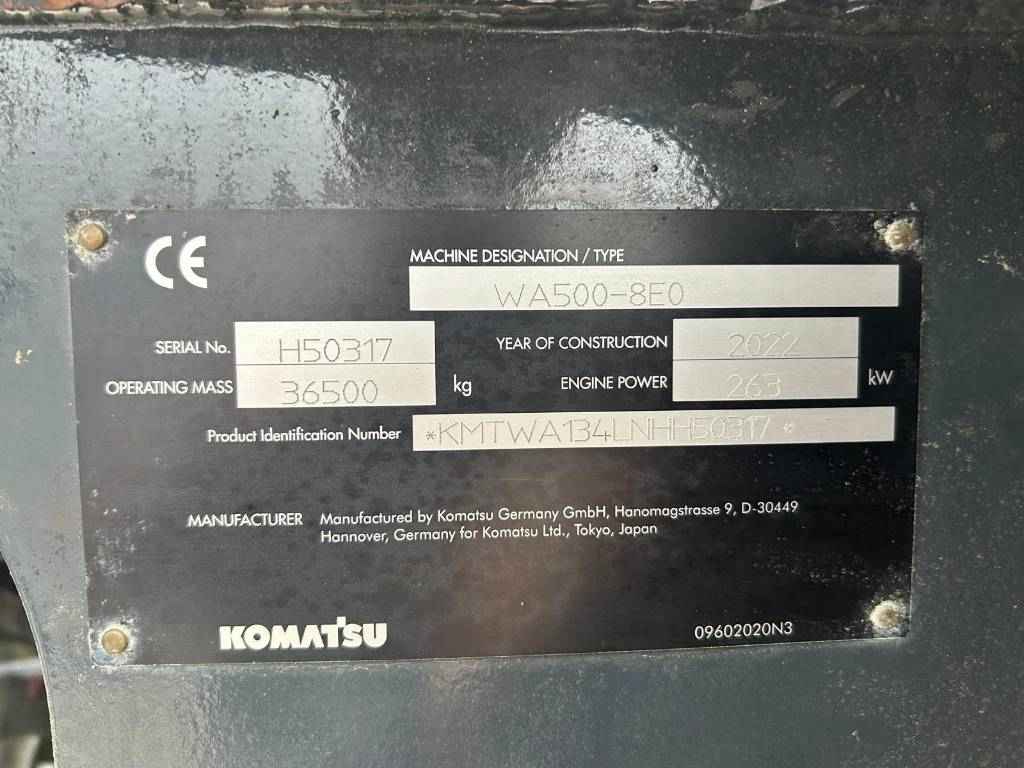 CE
MACHINE DESIGNATION / TYPE
WA500-8E0
SERIAL No. H50317 YEAR OF CONSTRUCTION 2022
OPERATING MASS 36500 kg ENGINE POWER 263 kW
Product Identification Number *KMTWA134LNHH50317*
MANUFACTURER Manufactured by Komatsu Germany GmbH, Hanomagstrasse 9, D-30449
Hannover, Germany for Komatsu Ltd., Tokyo, Japan
KOMATSU 09602020N3